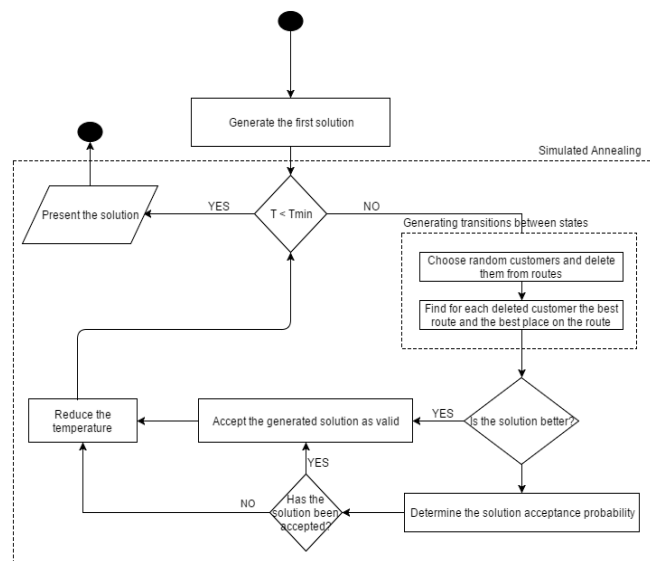 Generate the first solution
Simulated Annealing
Present the solution
YES
T < Tmin
NO
Generating transitions between states
Choose random customers and delete
them from routes
Find for each deleted customer the best
route and the best place on the route
Reduce the
temperature
Accept the generated solution as valid
YES
Is the solution better?
YES
NO
Has the
solution been
accepted?
Determine the solution acceptance probability